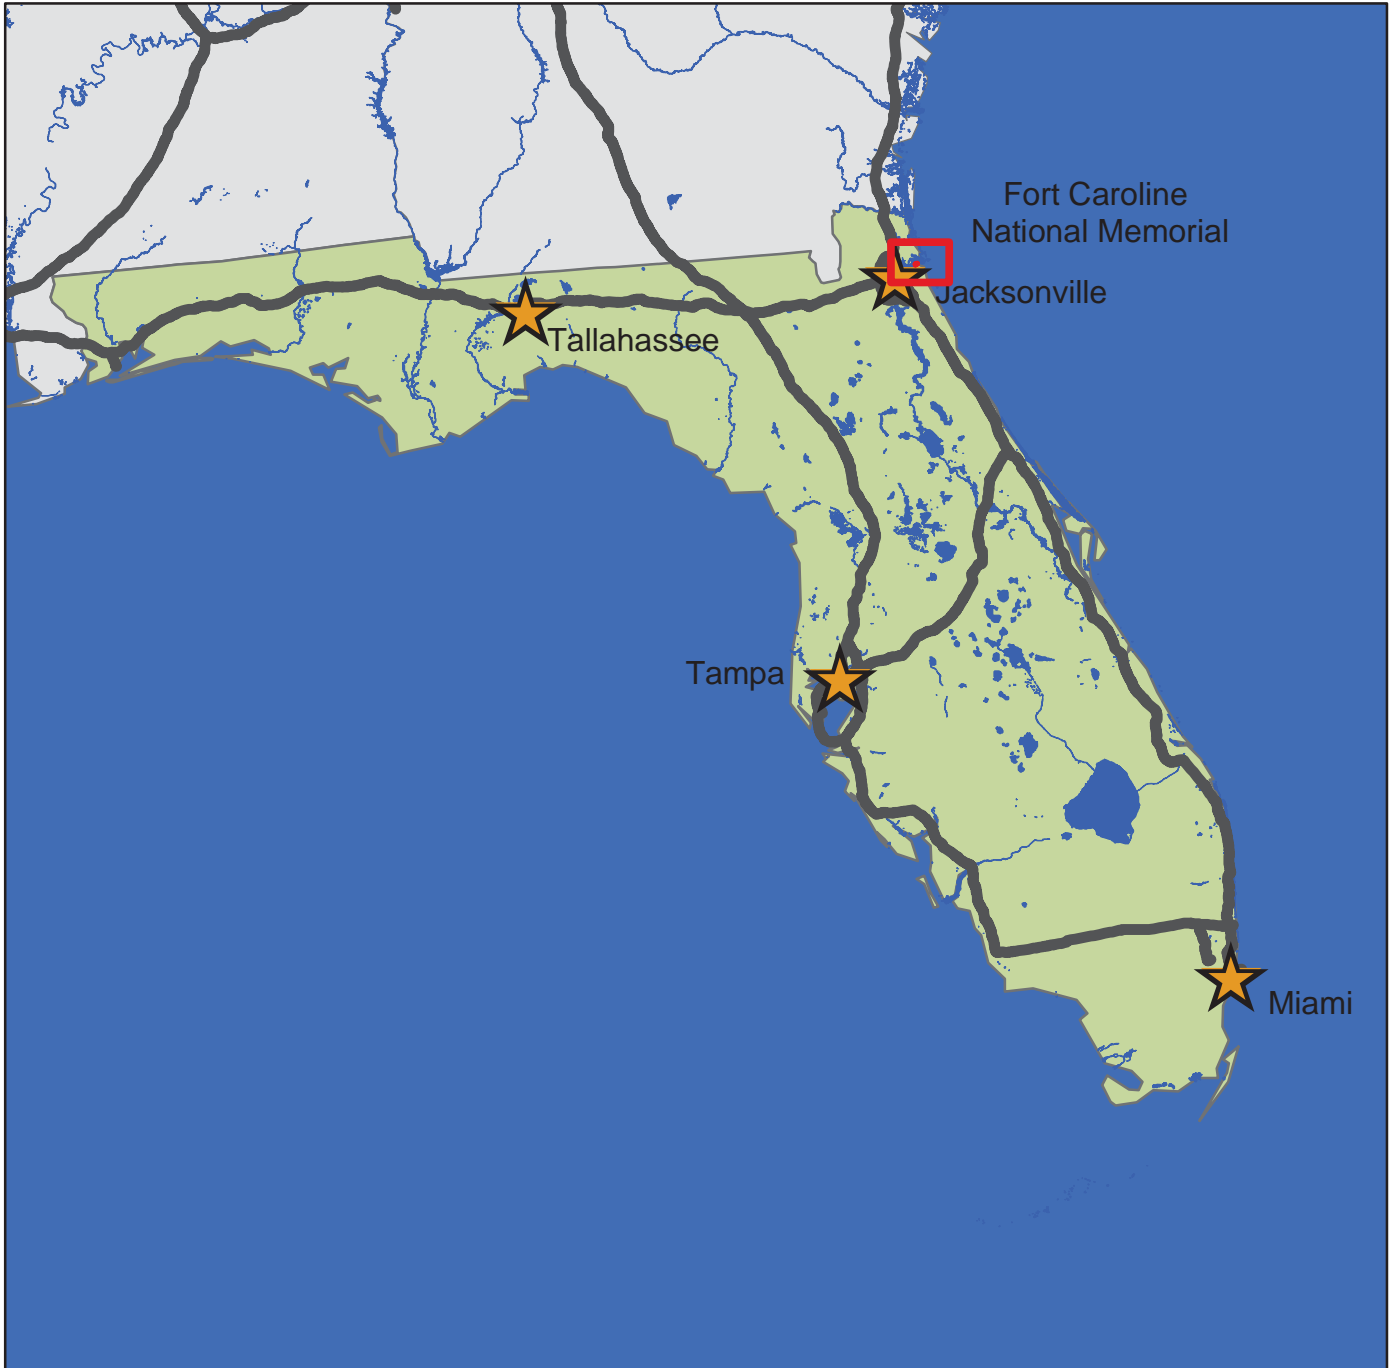 Fort Caroline
National Memorial
Jacksonville
Tallahassee
Tampa
Miami